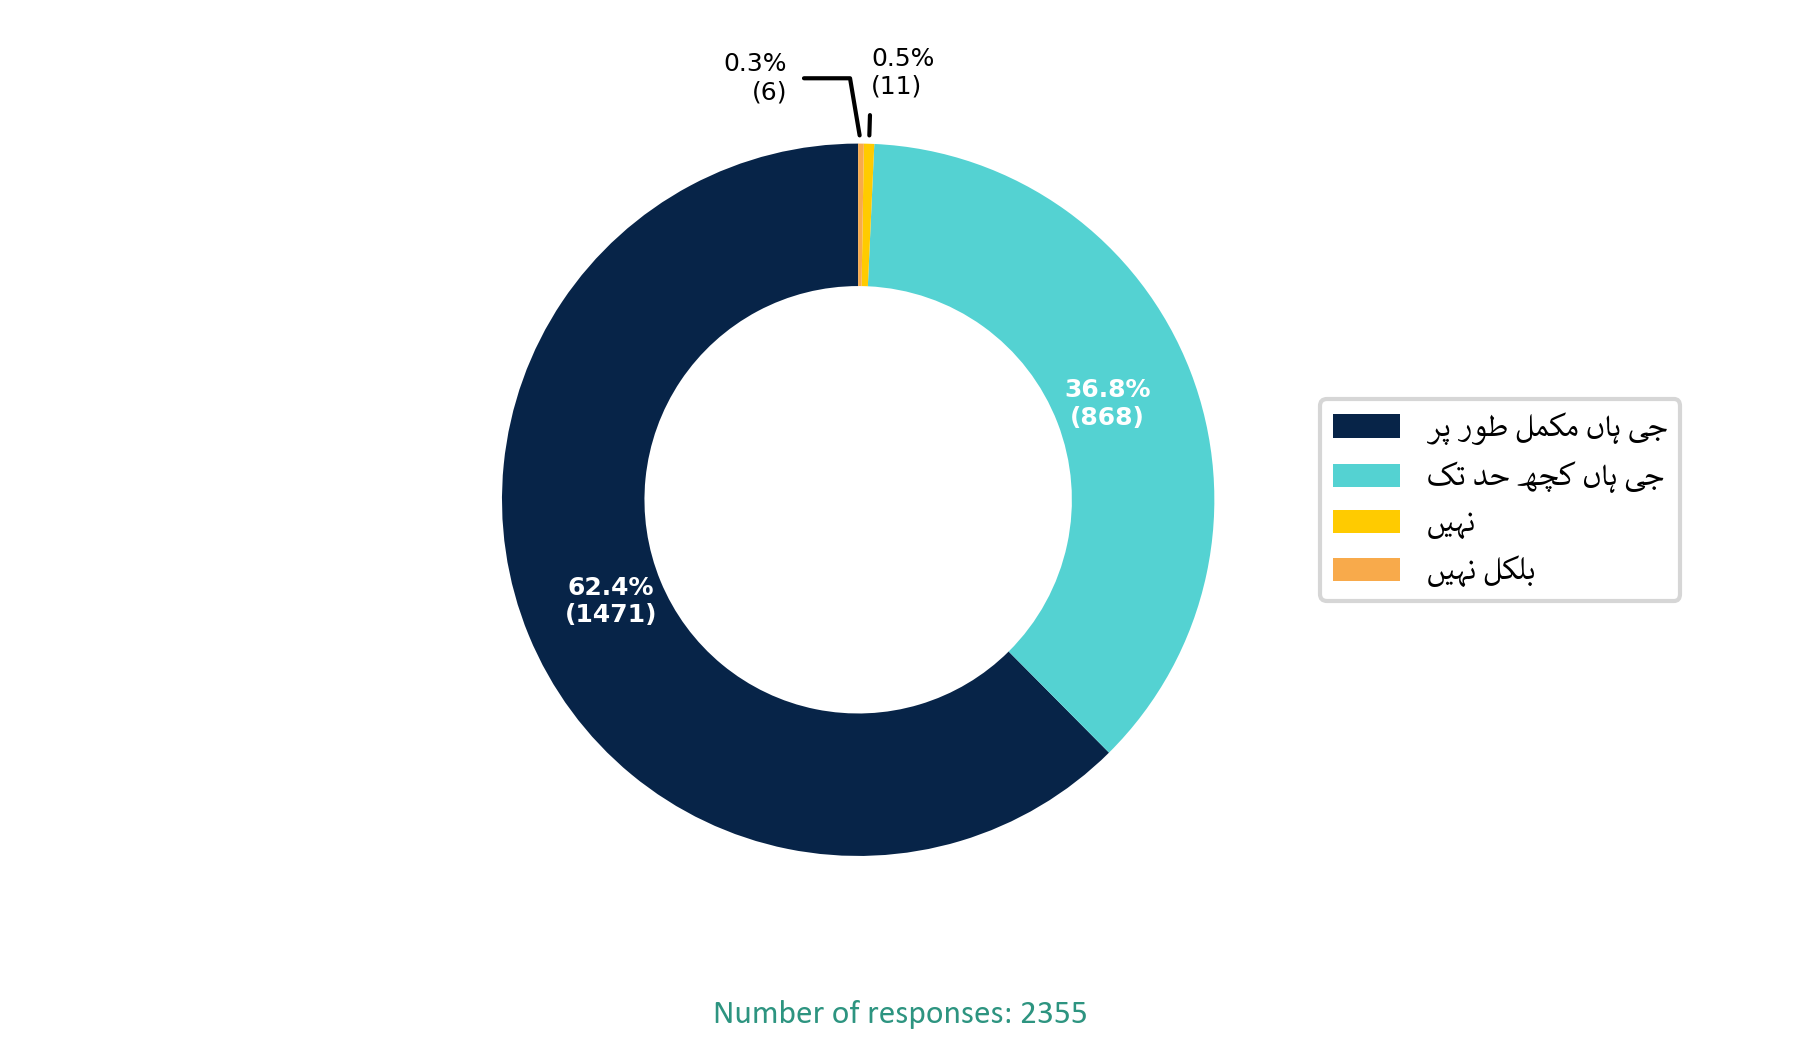 0.3%
(6)
0.5%
(11)
36.8%
(868)
62.4%
(1471)
جی ہاں مکمل طور پر
جی ہاں کچھ حد تک
نہیں
بلکل نہیں
Number of responses: 2355